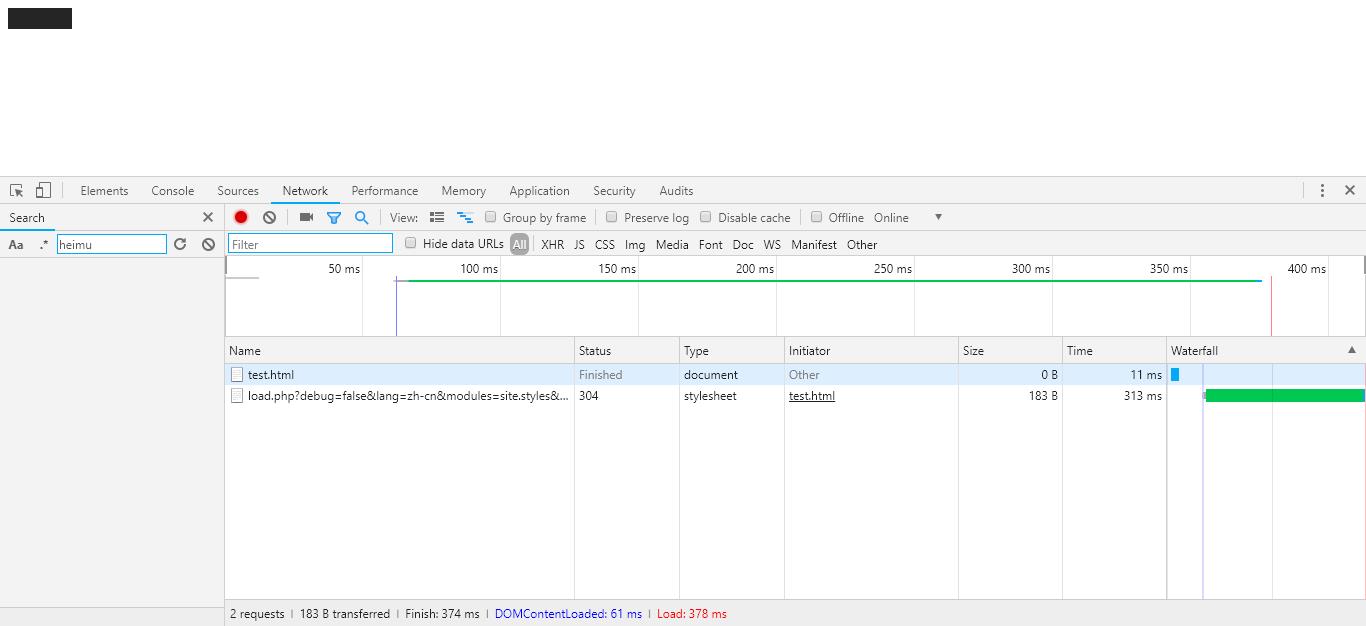 Elements Console Sources Network Performance Memory Application Security Audits
Search
Aa .* heimu
View: Group by frame Preserve log Disable cache Offline Online
Filter Hide data URLs All XHR JS CSS Img Media Font Doc WS Manifest Other
50 ms 100 ms 150 ms 200 ms 250 ms 300 ms 350 ms 400 ms
Name Status Type Initiator Size Time Waterfall
test.html Finished document Other 0 B 11 ms
load.php?debug=false&lang=zh-cn&modules=site.styles&... 304 stylesheet test.html 183 B 313 ms
2 requests | 183 B transferred | Finish: 374 ms | DOMContentLoaded: 61 ms | Load: 378 ms